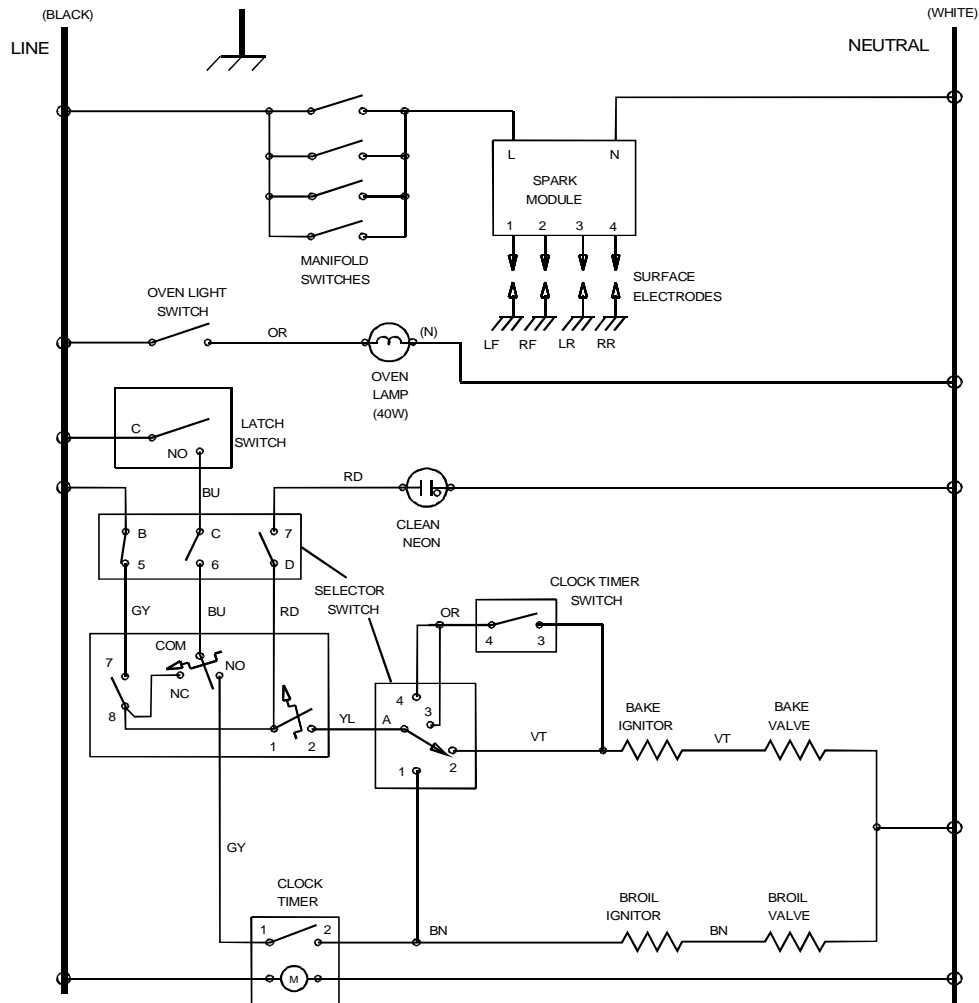 (BLACK)
(WHITE)
LINE
NEUTRAL
L
N
SPARK
MODULE
1 2 3 4
MANIFOLD
SWITCHES
SURFACE
ELECTRODES
LF RF LR RR
OVEN LIGHT
SWITCH
OR
(N)
OVEN
LAMP
(40W)
C
NO
LATCH
SWITCH
BU
RD
CLEAN
NEON
B C 7
5 6 D
SELECTOR
SWITCH
CLOCK TIMER
SWITCH
GY BU RD
OR
4 3
COM
7
NO
NC
8
1 2
YL
4
3
A
2
1
VT
BAKE
IGNITOR
VT
BAKE
VALVE
GY
CLOCK
TIMER
1 2
BN
BROIL
IGNITOR
BN
BROIL
VALVE
M